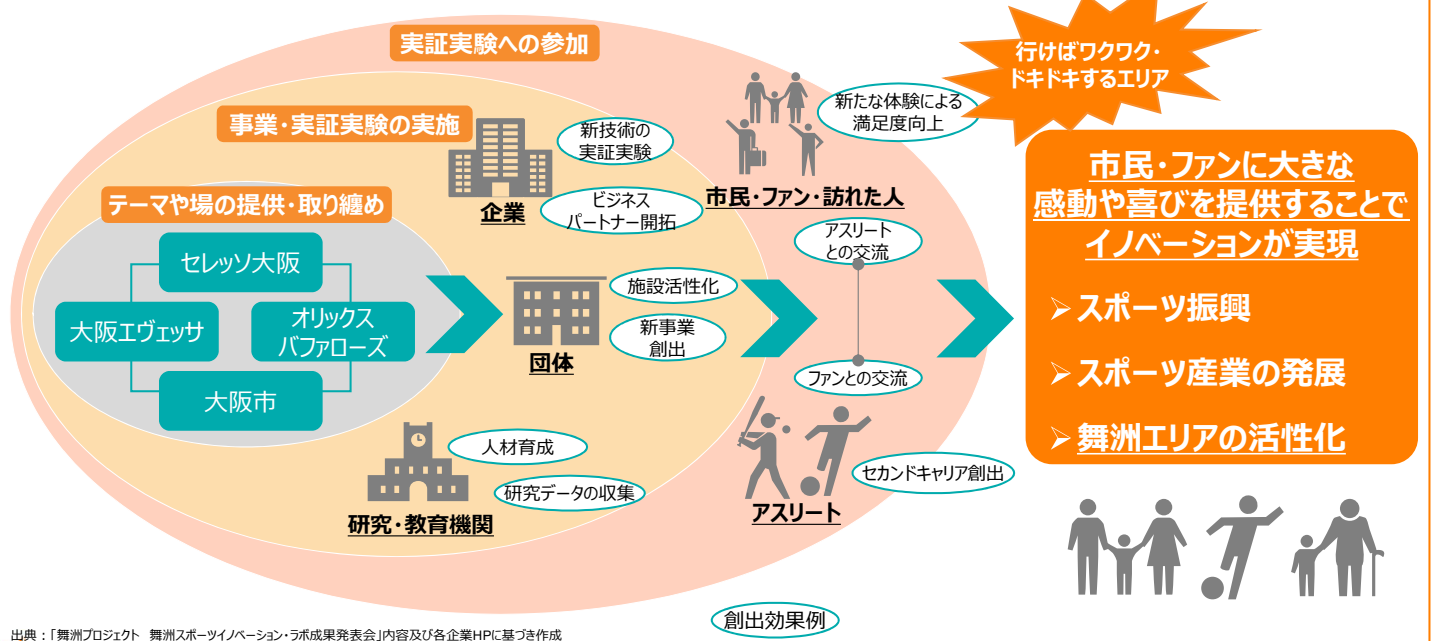 実証実験への参加
行けばワクワク・
ドキドキするエリア
事業・実証実験の実施
新技術の
実証実験
新たな体験による
満足度向上
市民・ファン・訪れた人
企業
ビジネス
パートナー開拓
テーマや場の提供・取り纏め
セレッソ大阪
大阪エヴェッサ
オリックス
バファローズ
大阪市
アスリート
との交流
施設活性化
新事業
創出
団体
ファンとの交流
人材育成
研究データの収集
研究・教育機関
セカンドキャリア創出
アスリート
市民・ファンに大きな
感動や喜びを提供することで
イノベーションが実現
➢スポーツ振興
➢スポーツ産業の発展
➢舞洲エリアの活性化
創出効果例
出典：「舞洲プロジェクト 舞洲スポーツイノベーション・ラボ成果発表会」内容及び各企業HPに基づき作成